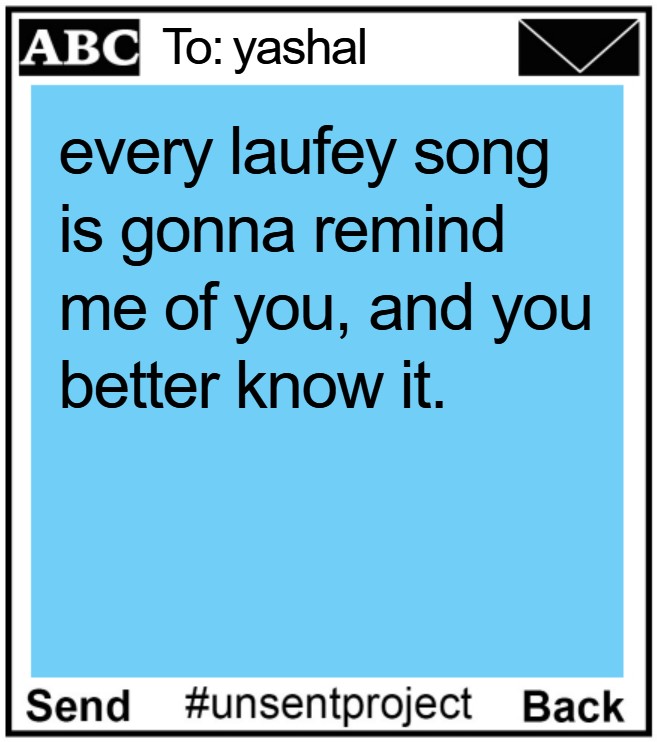 ABC To: yashal
every laufey song
is gonna remind
me of you, and you
better know it.
Send #unsentproject Back